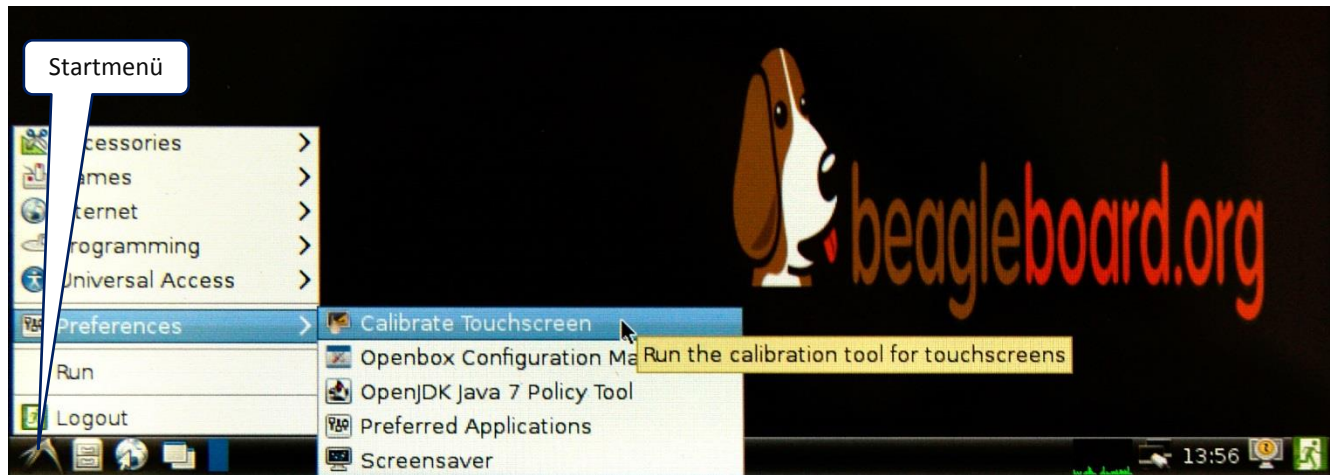 Startmenü
cessories
ames
ternet
rogramming
Universal Access
Preferences
Run
Logout
Calibrate Touchscreen
Openbox Configuration Ma
OpenJDK Java 7 Policy Tool
Preferred Applications
Screensaver
Run the calibration tool for touchscreens
beagleboard.org
13:56